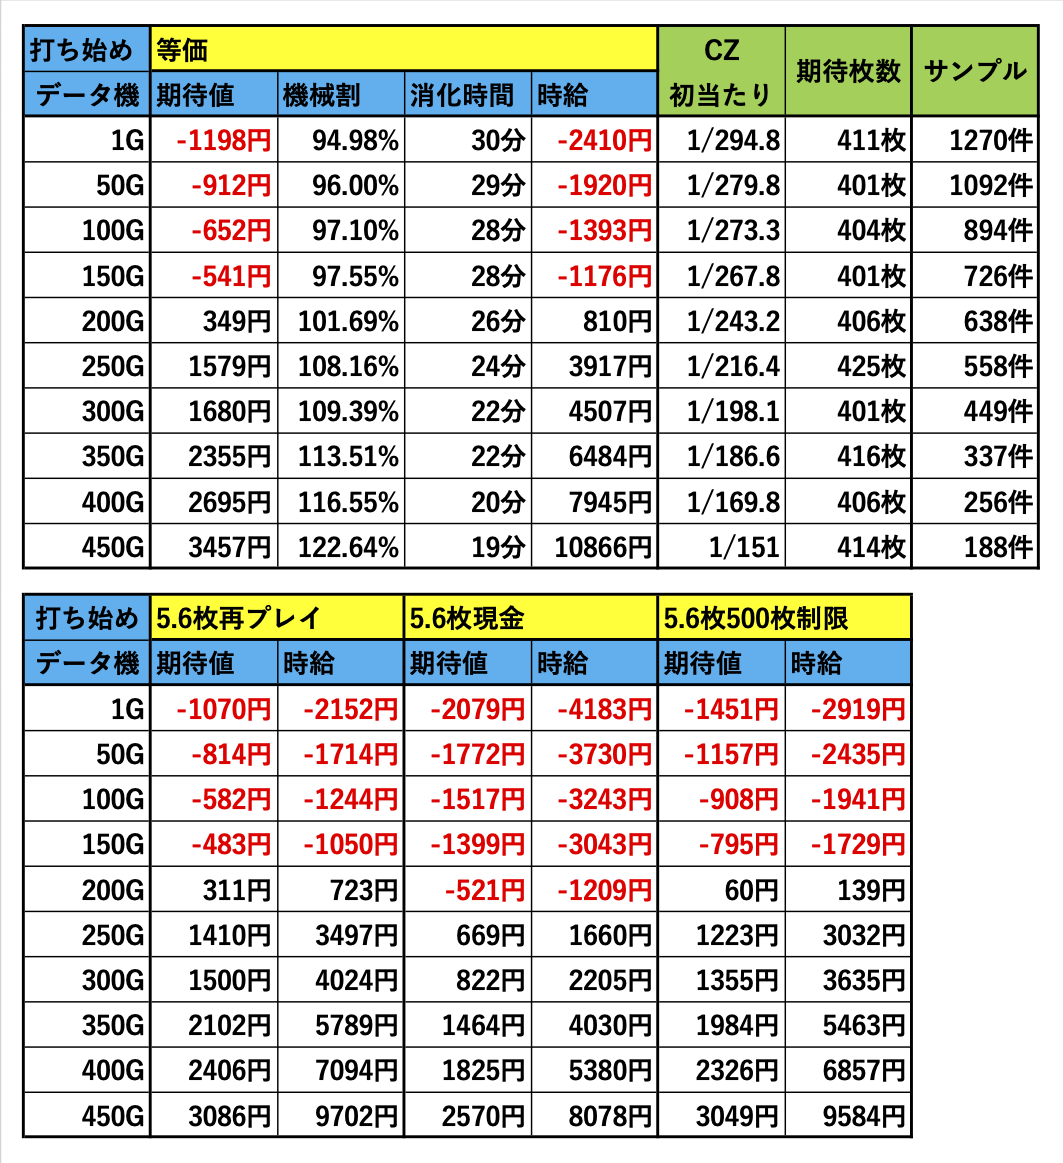 打ち始め 等価 CZ 期待枚数 サンプル
データ機 期待値 機械割 消化時間 時給 初当たり
1G -1198円 94.98% 30分 -2410円 1/294.8 411枚 1270件
50G -912円 96.00% 29分 -1920円 1/279.8 401枚 1092件
100G -652円 97.10% 28分 -1393円 1/273.3 404枚 894件
150G -541円 97.55% 28分 -1176円 1/267.8 401枚 726件
200G 349円 101.69% 26分 810円 1/243.2 406枚 638件
250G 1579円 108.16% 24分 3917円 1/216.4 425枚 558件
300G 1680円 109.39% 22分 4507円 1/198.1 401枚 449件
350G 2355円 113.51% 22分 6484円 1/186.6 416枚 337件
400G 2695円 116.55% 20分 7945円 1/169.8 406枚 256件
450G 3457円 122.64% 19分 10866円 1/151 414枚 188件
打ち始め 5.6枚再プレイ 5.6枚現金 5.6枚500枚制限
データ機 期待値 時給 期待値 時給 期待値 時給
1G -1070円 -2152円 -2079円 -4183円 -1451円 -2919円
50G -814円 -1714円 -1772円 -3730円 -1157円 -2435円
100G -582円 -1244円 -1517円 -3243円 -908円 -1941円
150G -483円 -1050円 -1399円 -3043円 -795円 -1729円
200G 311円 723円 -521円 -1209円 60円 139円
250G 1410円 3497円 669円 1660円 1223円 3032円
300G 1500円 4024円 822円 2205円 1355円 3635円
350G 2102円 5789円 1464円 4030円 1984円 5463円
400G 2406円 7094円 1825円 5380円 2326円 6857円
450G 3086円 9702円 2570円 8078円 3049円 9584円